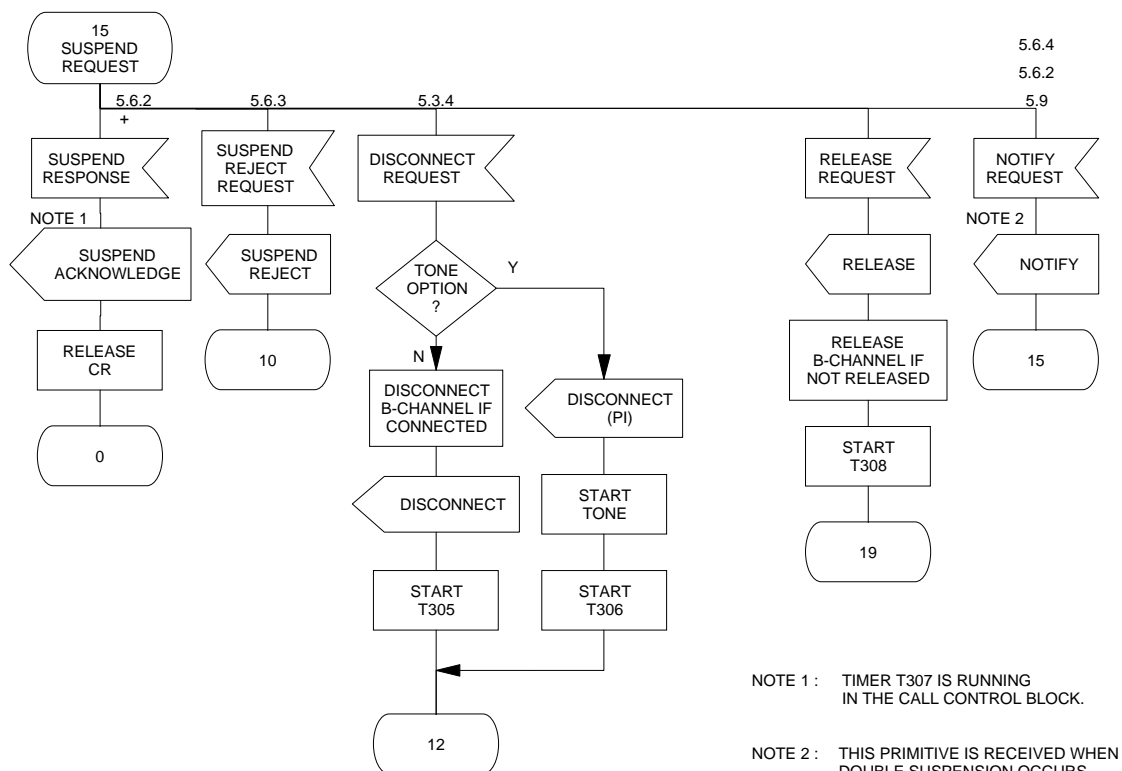 15
SUSPEND
REQUEST
5.6.4
5.6.2
5.6.2
5.6.3
5.3.4
5.9
+
SUSPEND
RESPONSE
SUSPEND
REJECT
REQUEST
DISCONNECT
REQUEST
RELEASE
REQUEST
NOTIFY
REQUEST
NOTE 1
NOTE 2
SUSPEND
ACKNOWLEDGE
SUSPEND
REJECT
TONE
OPTION
?
Y
N
RELEASE
NOTIFY
RELEASE
CR
10
RELEASE
B-CHANNEL IF
NOT RELEASED
15
DISCONNECT
B-CHANNEL IF
CONNECTED
DISCONNECT
(PI)
0
START
T308
DISCONNECT
START
TONE
19
START
T305
START
T306
12
NOTE 1 : TIMER T307 IS RUNNING
IN THE CALL CONTROL BLOCK.
NOTE 2 : THIS PRIMITIVE IS RECEIVED WHEN
DOUBLE SUSPENSION OCCURS